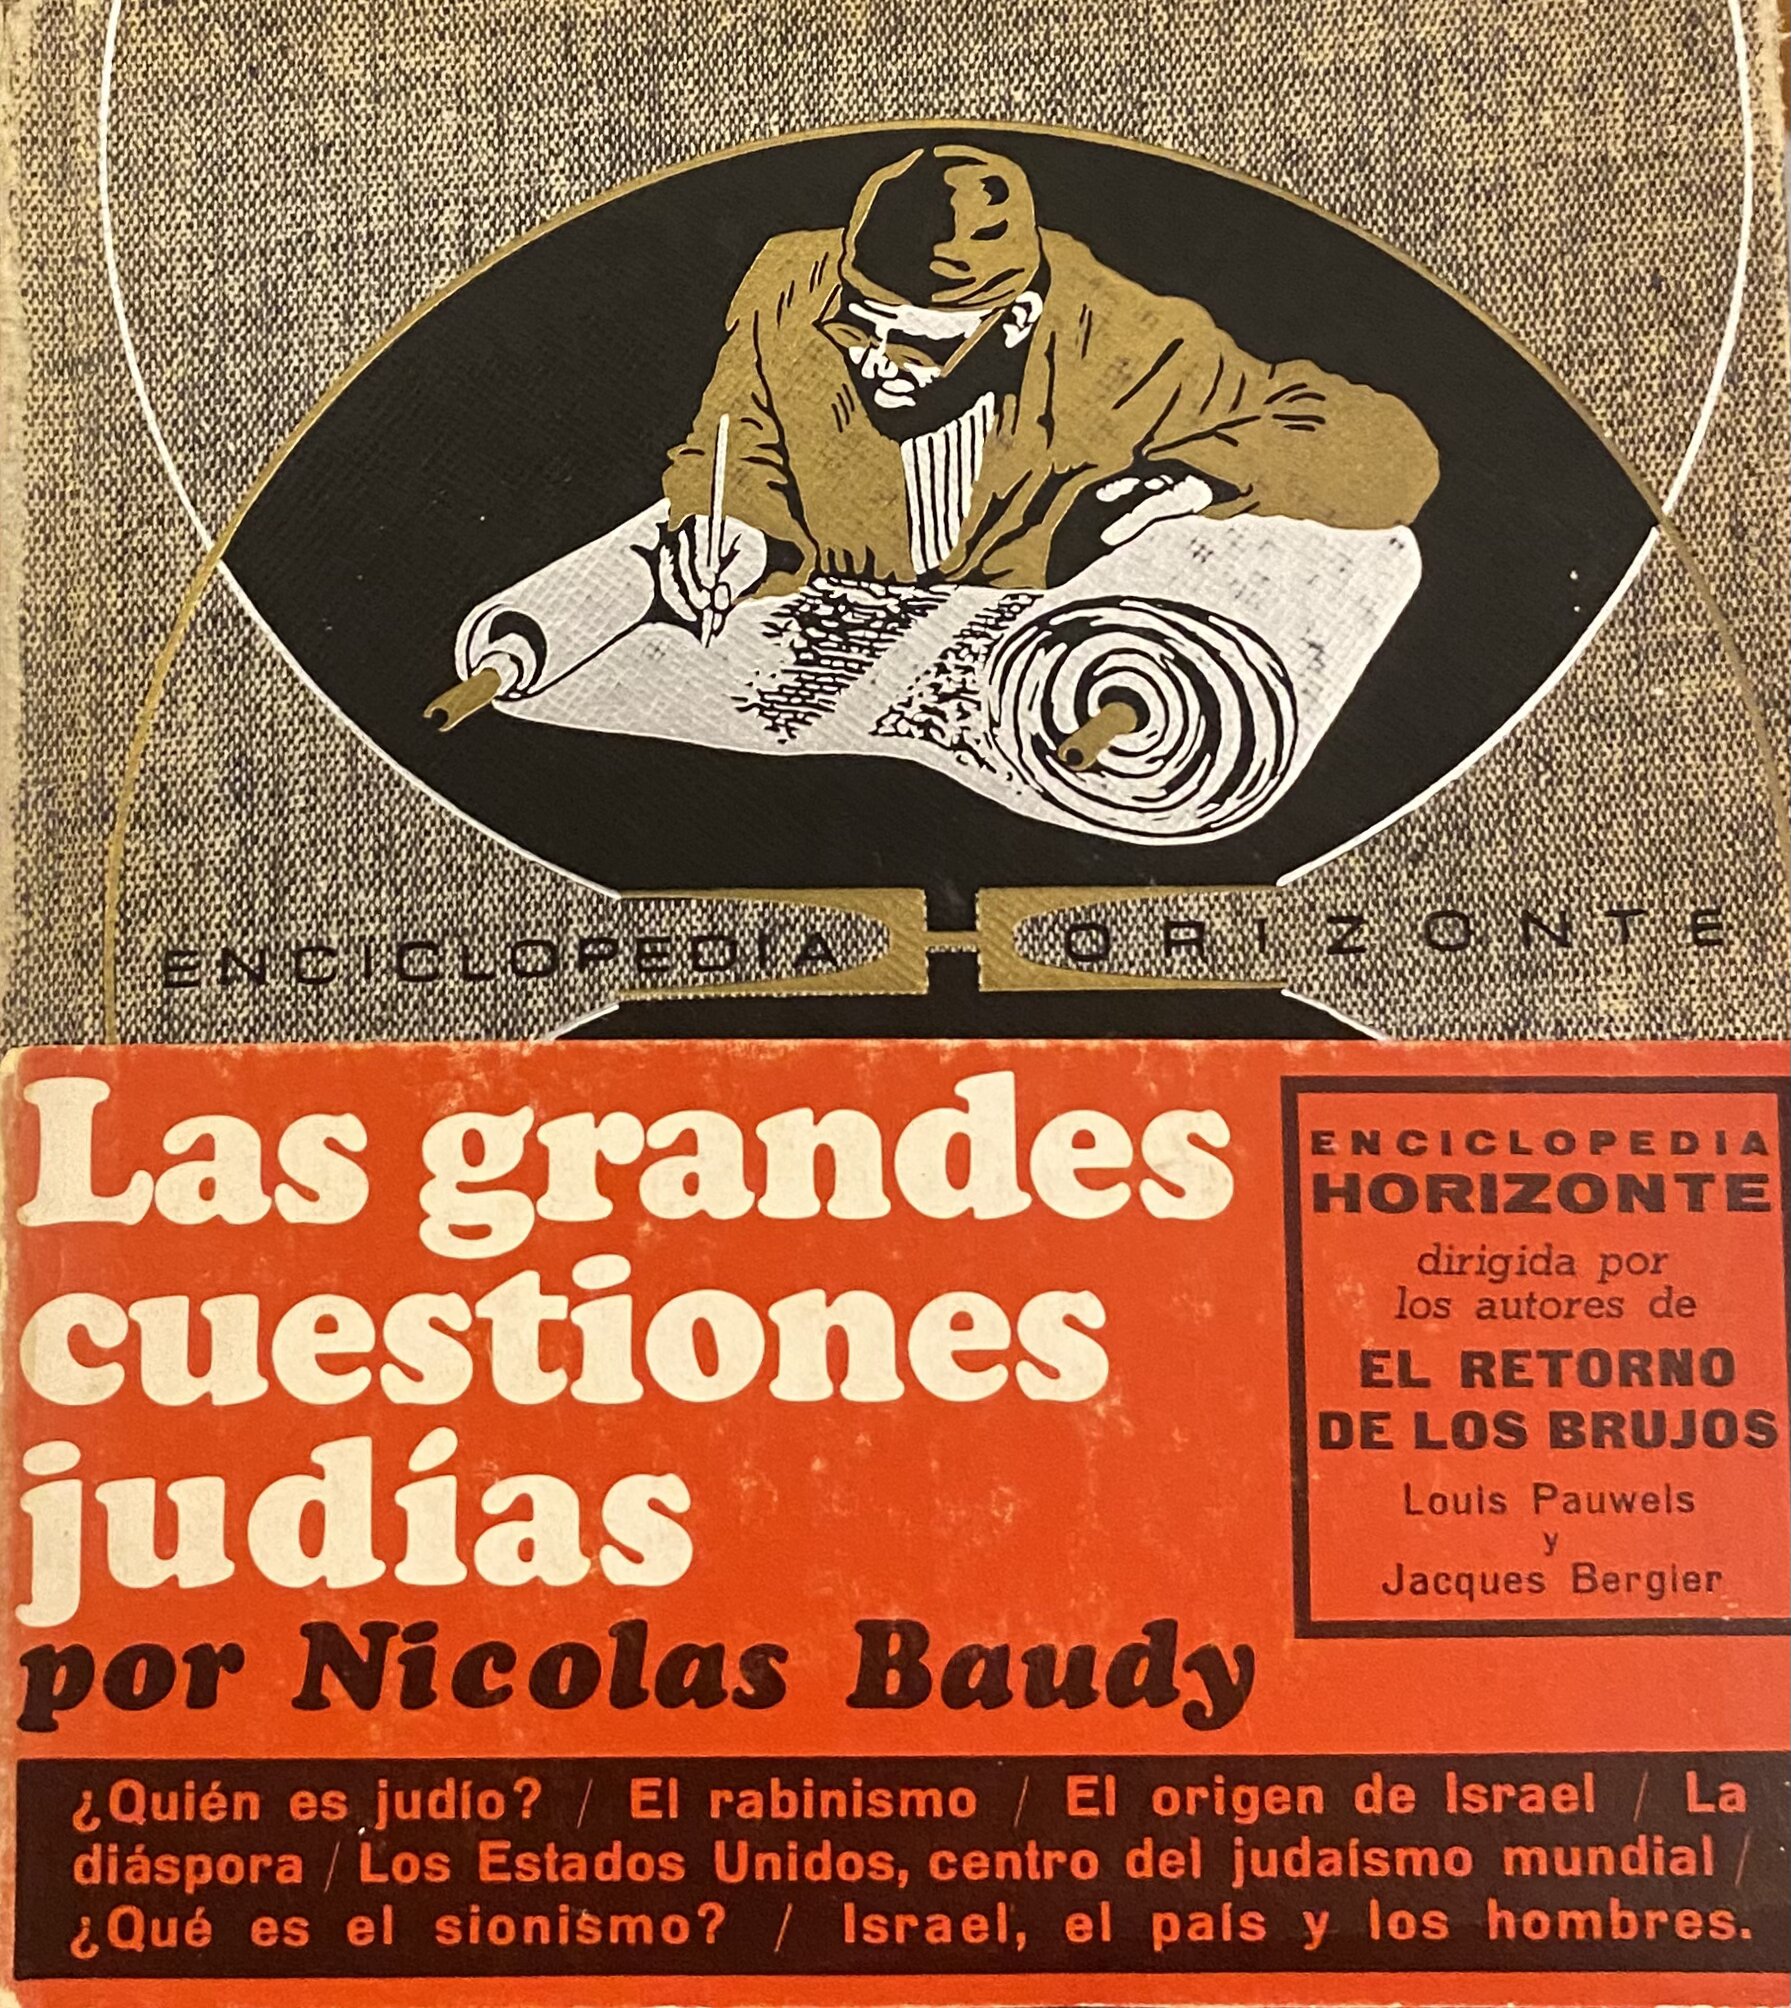 ENCICLOPEDIA HORIZONTE
Las grandes
cuestiones
judías
por Nicolas Baudy
ENCICLOPEDIA
HORIZONTE
dirigida por
los autores de
EL RETORNO
DE LOS BRUJOS
Louis Pauwels
y
Jacques Bergier
¿Quién es judío? / El rabinismo / El origen de Israel / La
diáspora / Los Estados Unidos, centro del judaísmo mundial /
¿Qué es el sionismo? / Israel, el país y los hombres.